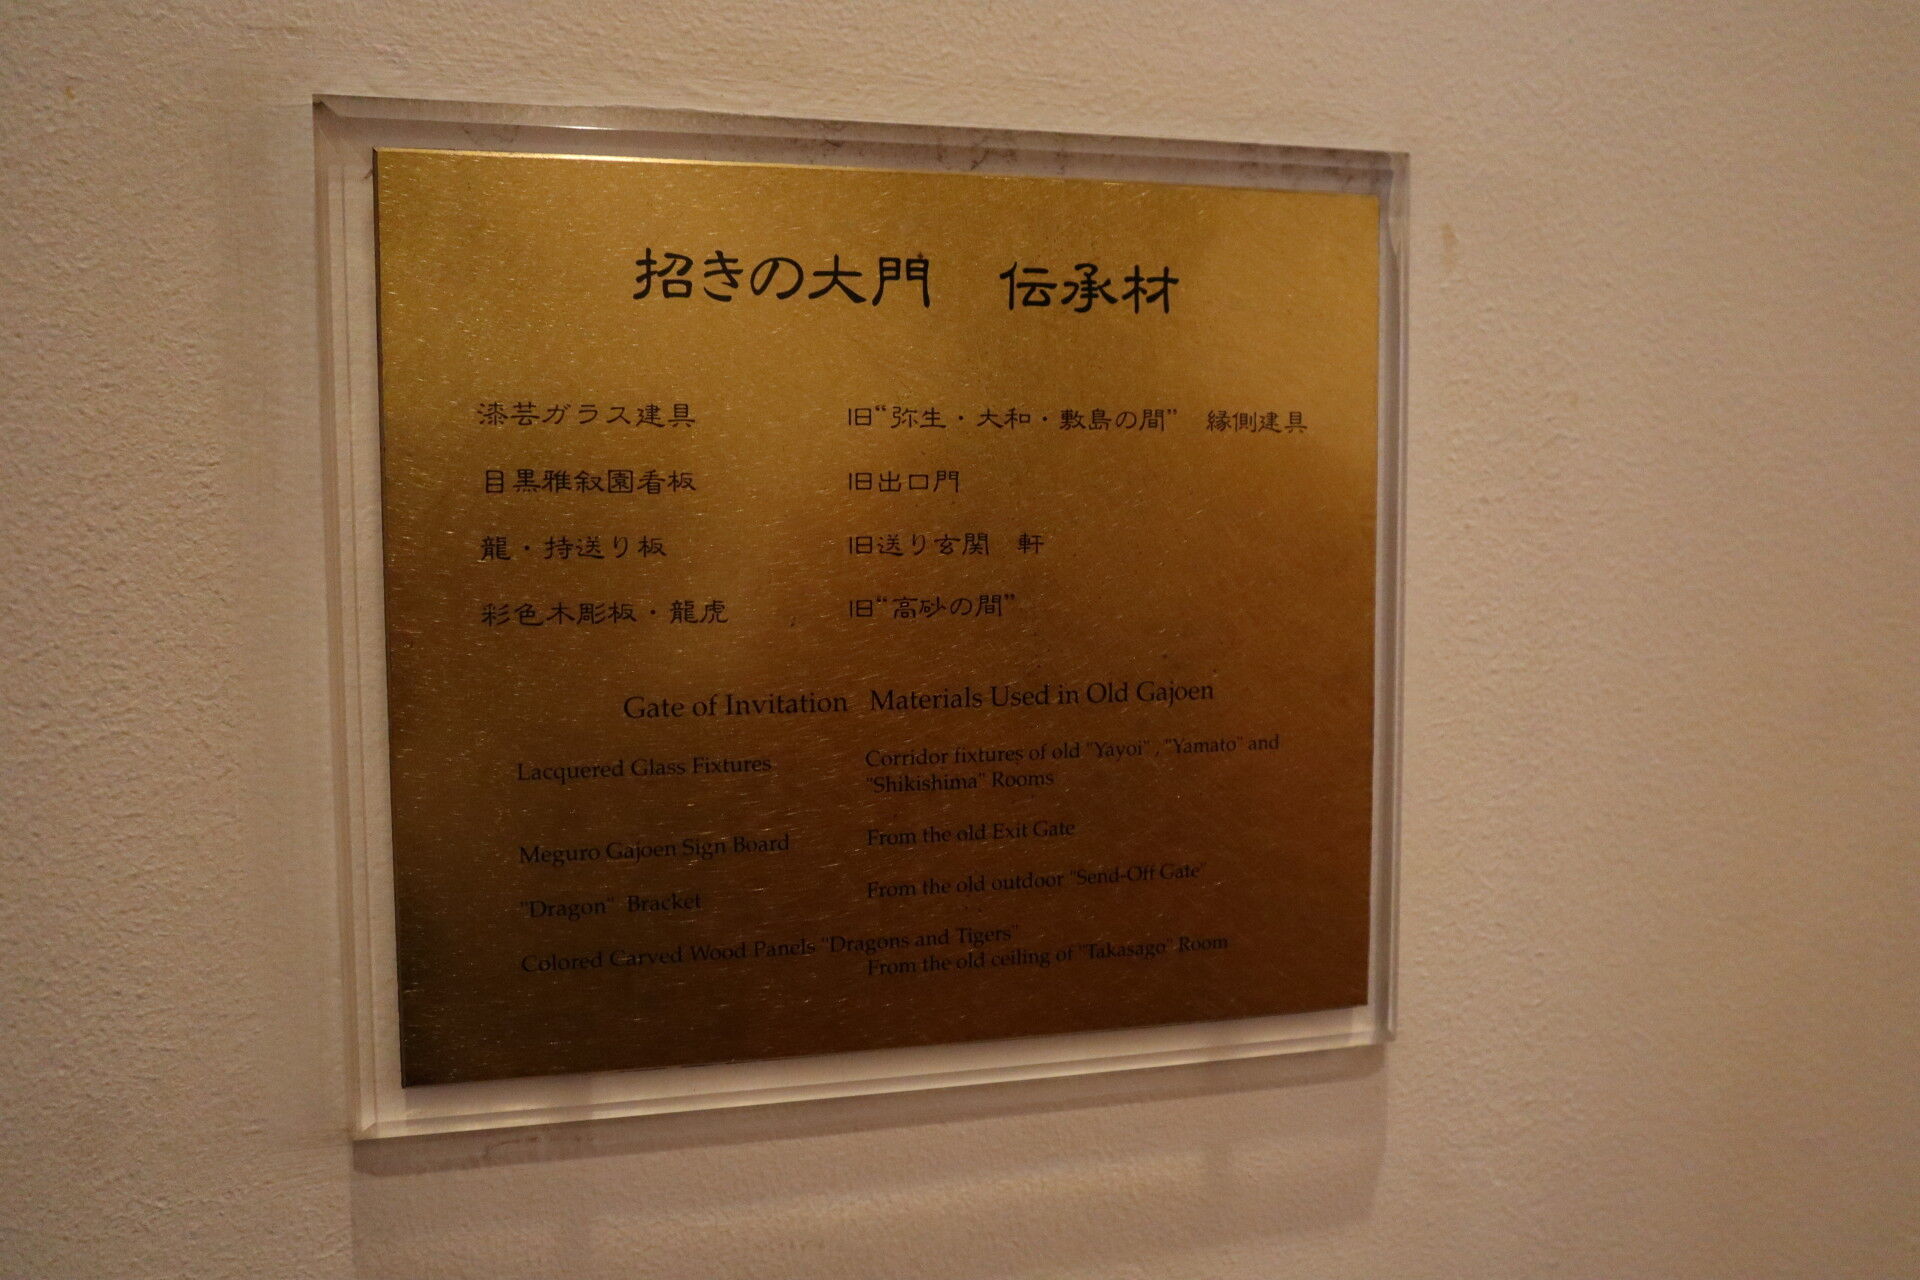 招きの大門　伝承材
漆芸ガラス建具　旧“弥生・大和・敷島の間”　縁側建具
目黒雅叙園看板　旧出口門
龍・持送り板　旧送り玄関　軒
彩色木彫板・龍虎　旧“高砂の間”
Gate of Invitation Materials Used in Old Gajoen
Lacquered Glass Fixtures Corridor fixtures of old "Yayoi" , "Yamato" and
"Shikishima" Rooms
Meguro Gajoen Sign Board From the old Exit Gate
"Dragon" Bracket From the old outdoor "Send-Off Gate"
Colored Carved Wood Panels "Dragons and Tigers"
From the old ceiling of "Takasago" Room